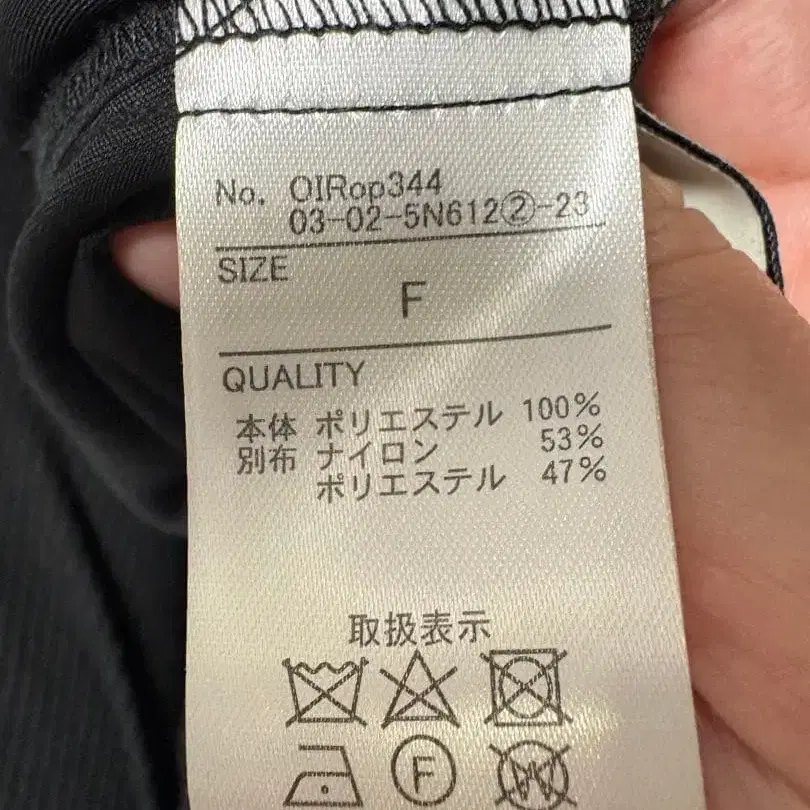 No. OIRop344
03-02-5N612②-23
SIZE
F
QUALITY
本体 ポリエステル 100%
別布 ナイロン 53%
ポリエステル 47%
取扱表示
F
W